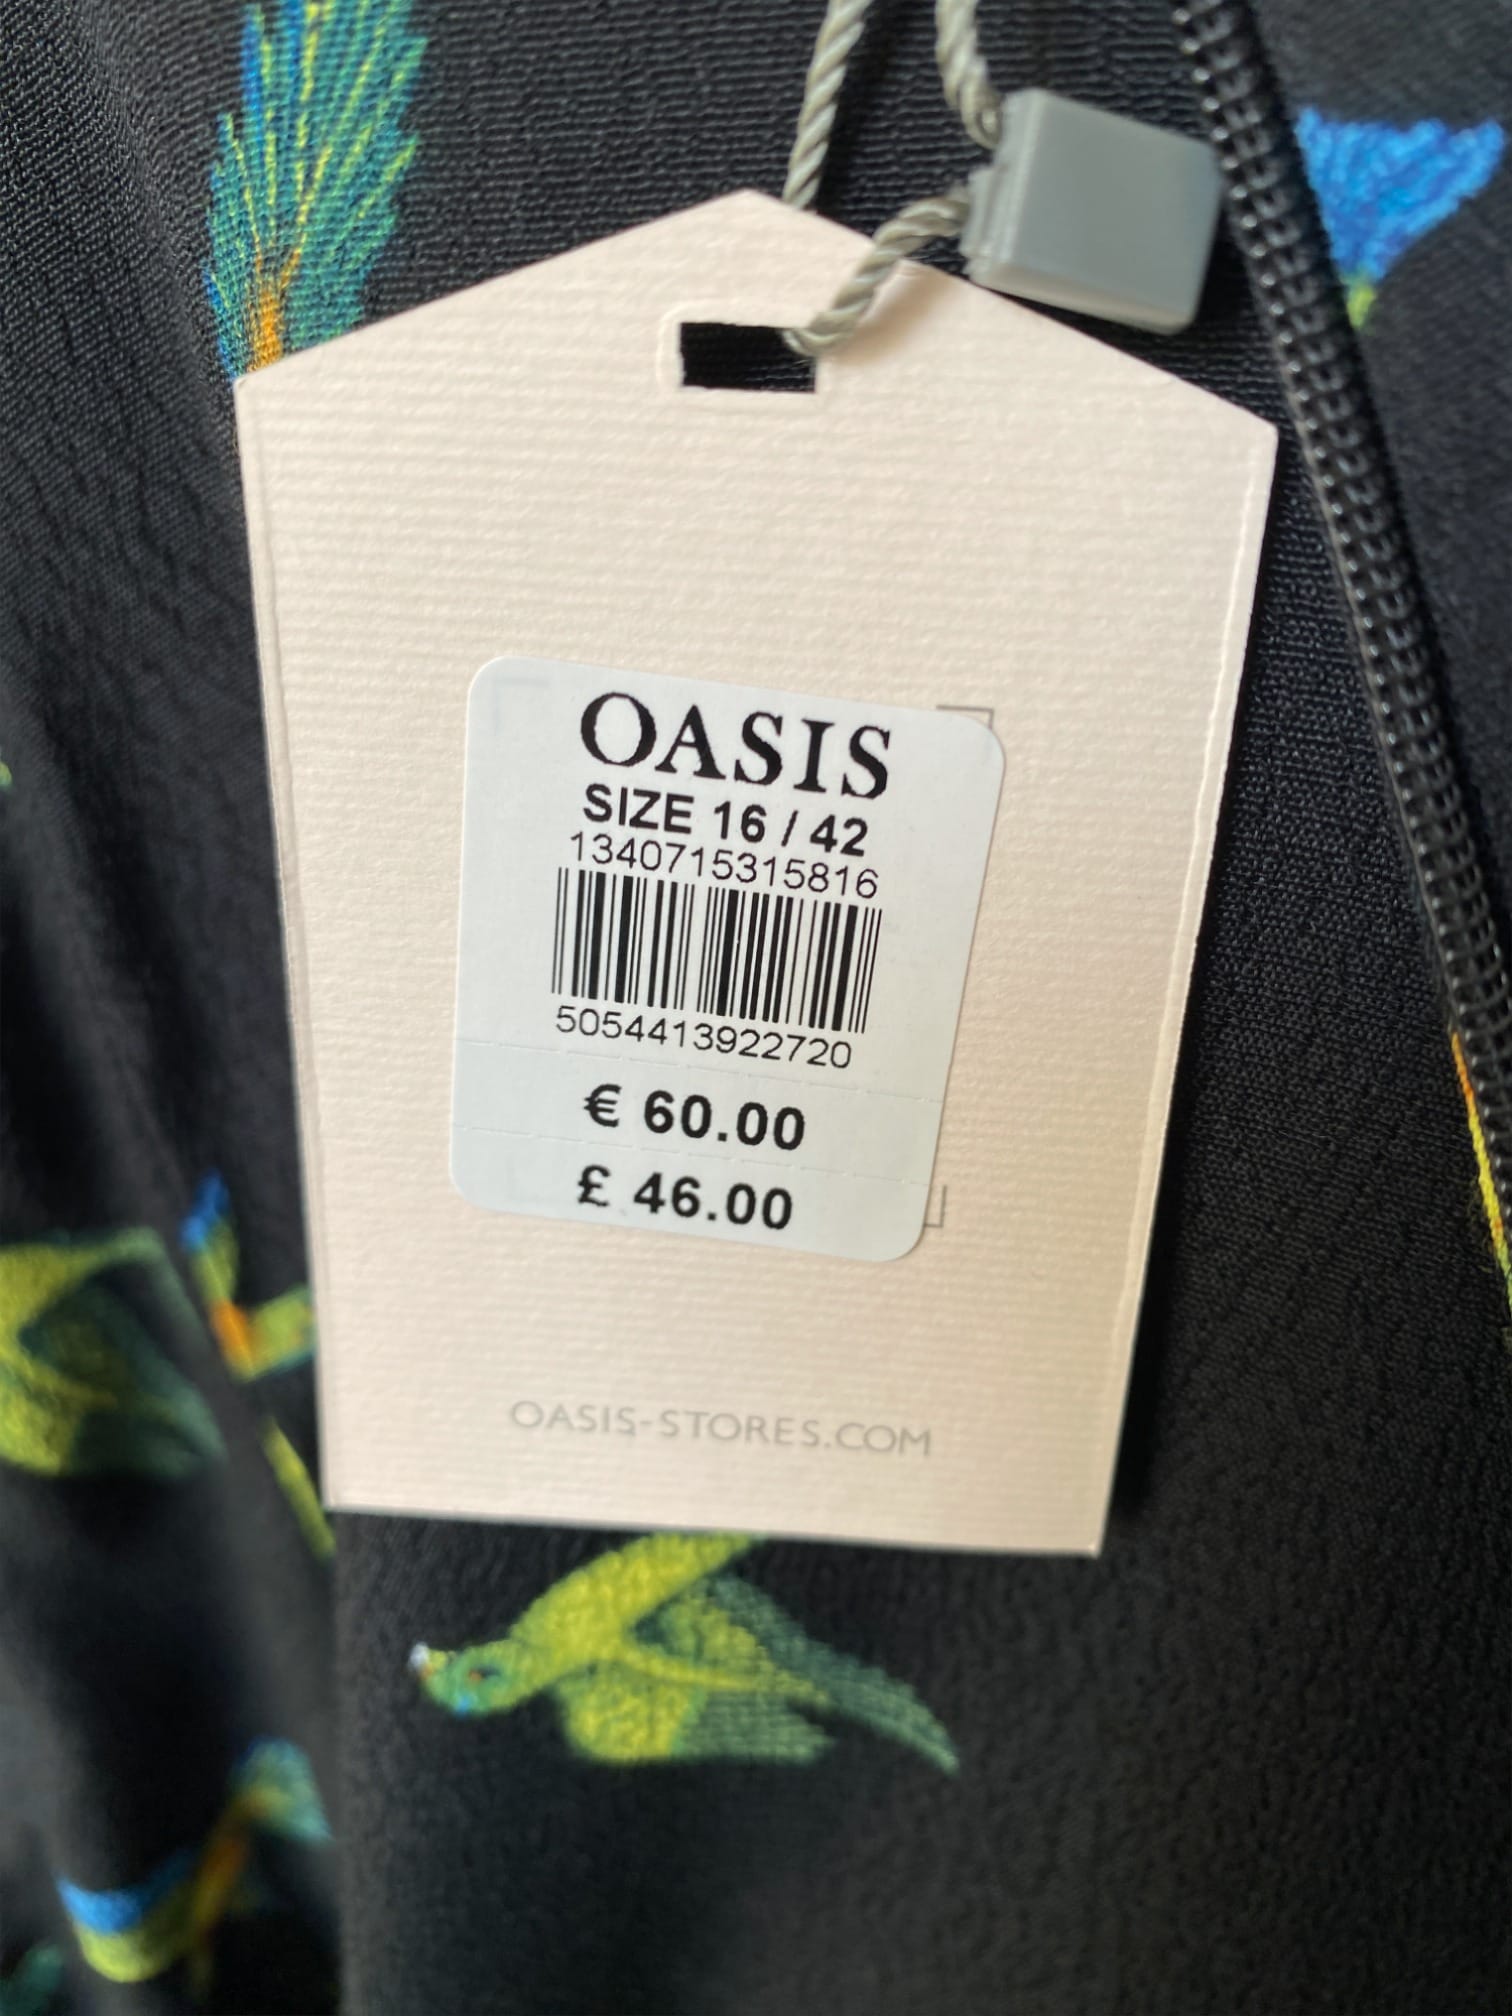 OASIS
SIZE 16 / 42
1340715315816
5054413922720
€ 60.00
£ 46.00
OASIS-STORES.COM